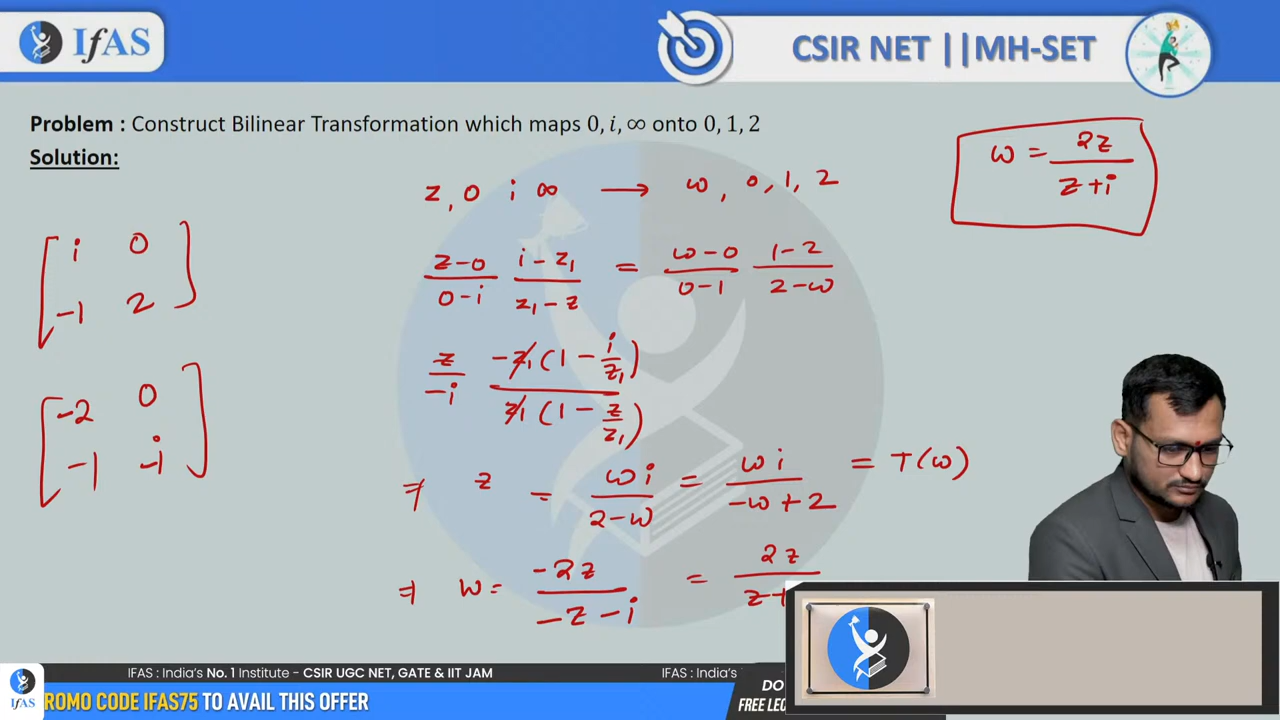 IfAS
CSIR NET ||MH-SET
Problem : Construct Bilinear Transformation which maps 0, i, ∞ onto 0, 1, 2
Solution:
w = 2z / (z+i)
z, 0 i ∞ → w, 0, 1, 2
[i 0
-1 2]
(z-0)/(0-i) (i-z₁)/(z₁-z) = (w-0)/(0-1) (1-2)/(2-w)
z/-i -z₁(1 - i/z₁) / z₁(1 - z/z₁)
[-2 0
-1 -i]
⇒ z = wi/(2-w) = wi/(-w+2) = T(w)
⇒ w = -2z/(-z-i) = 2z/z+
IFAS : India's No. 1 Institute - CSIR UGC NET, GATE & IIT JAM
IFAS : India's
IfAS
ROMO CODE IFAS75 TO AVAIL THIS OFFER
DO
FREE LEC